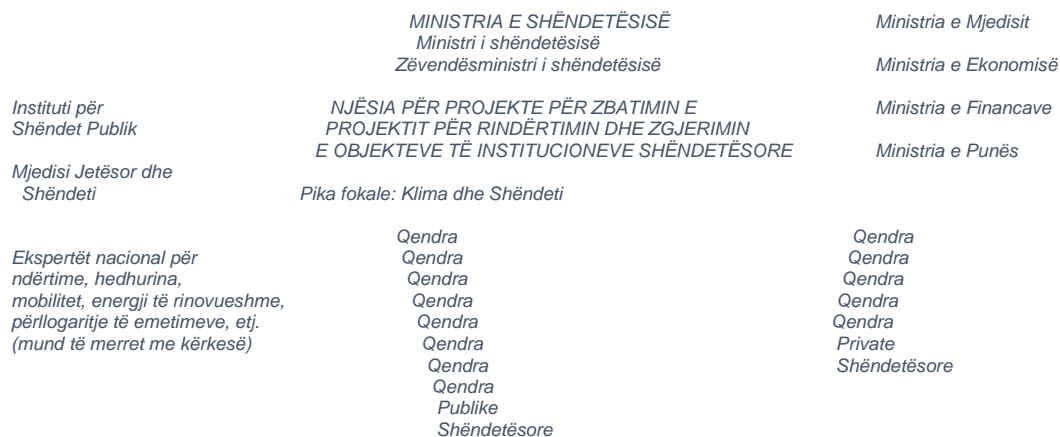 MINISTRIA E SHËNDETËSISË
Ministri i shëndetësisë
Zëvendësministri i shëndetësisë
Ministria e Mjedisit
Ministria e Ekonomisë
Ministria e Financave
Ministria e Punës
Instituti për
Shëndet Publik
Mjedisi Jetësor dhe
Shëndeti
NJËSIA PËR PROJEKTE PËR ZBATIMIN E
PROJEKTIT PËR RINDËRTIMIN DHE ZGJERIMIN
E OBJEKTEVE TË INSTITUCIONEVE SHËNDETËSORE
Pika fokale: Klima dhe Shëndeti
Ekspertët nacional për
ndërtime, hedhurina,
mobilitet, energji të rinovueshme,
përllogaritje të emetimeve, etj.
(mund të merret me kërkesë)
Qendra
Qendra
Qendra
Qendra
Qendra
Qendra
Qendra
Qendra
Publike
Shëndetësore
Qendra
Qendra
Qendra
Qendra
Qendra
Private
Shëndetësore